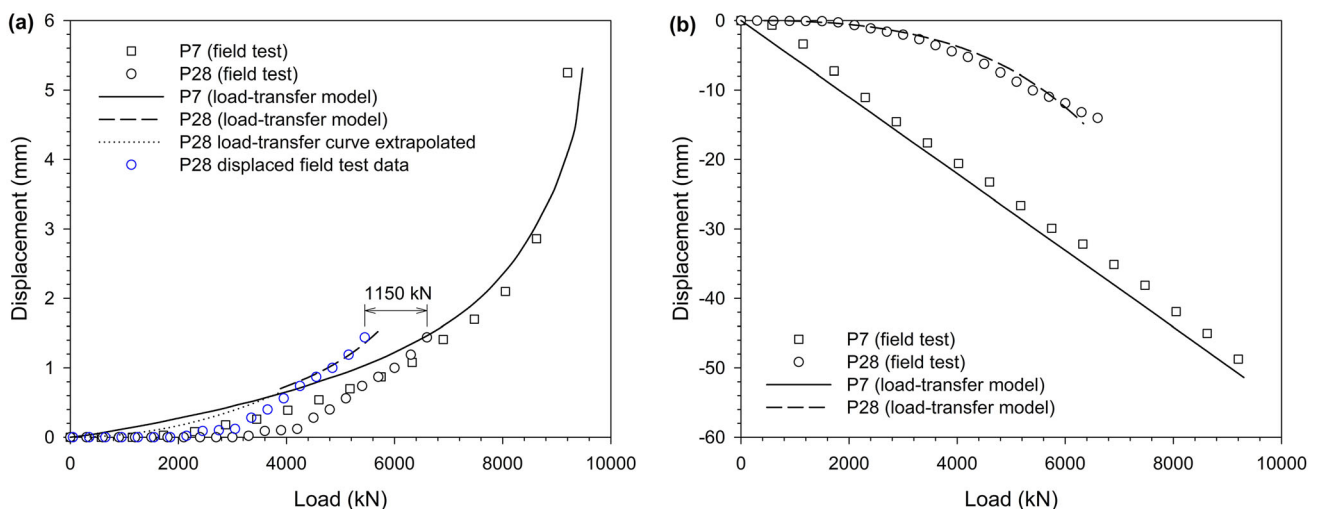 (a)
6
5
4
3
2
1
0
Displacement (mm)
P7 (field test)
P28 (field test)
P7 (load-transfer model)
P28 (load-transfer model)
P28 load-transfer curve extrapolated
P28 displaced field test data
1150 kN
0 2000 4000 6000 8000 10000
Load (kN)
(b)
0
-10
-20
-30
-40
-50
-60
Displacement (mm)
P7 (field test)
P28 (field test)
P7 (load-transfer model)
P28 (load-transfer model)
0 2000 4000 6000 8000 10000
Load (kN)